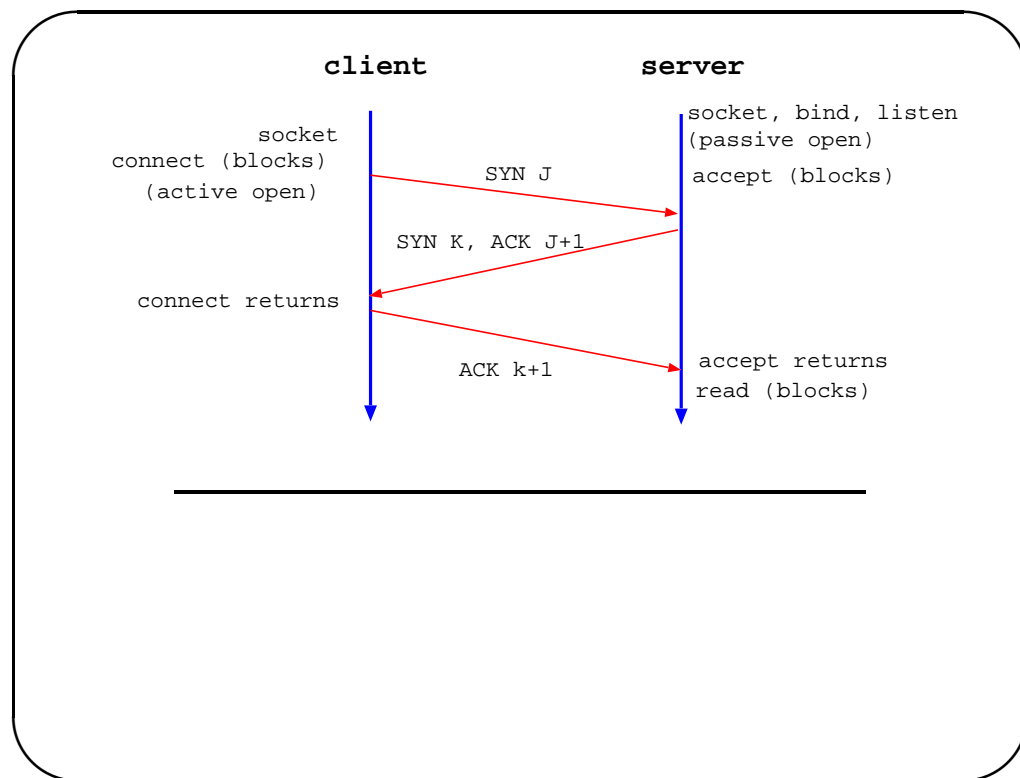 client
server
socket, bind, listen
(passive open)
socket
connect (blocks)
(active open)
SYN J
accept (blocks)
SYN K, ACK J+1
connect returns
ACK k+1
accept returns
read (blocks)